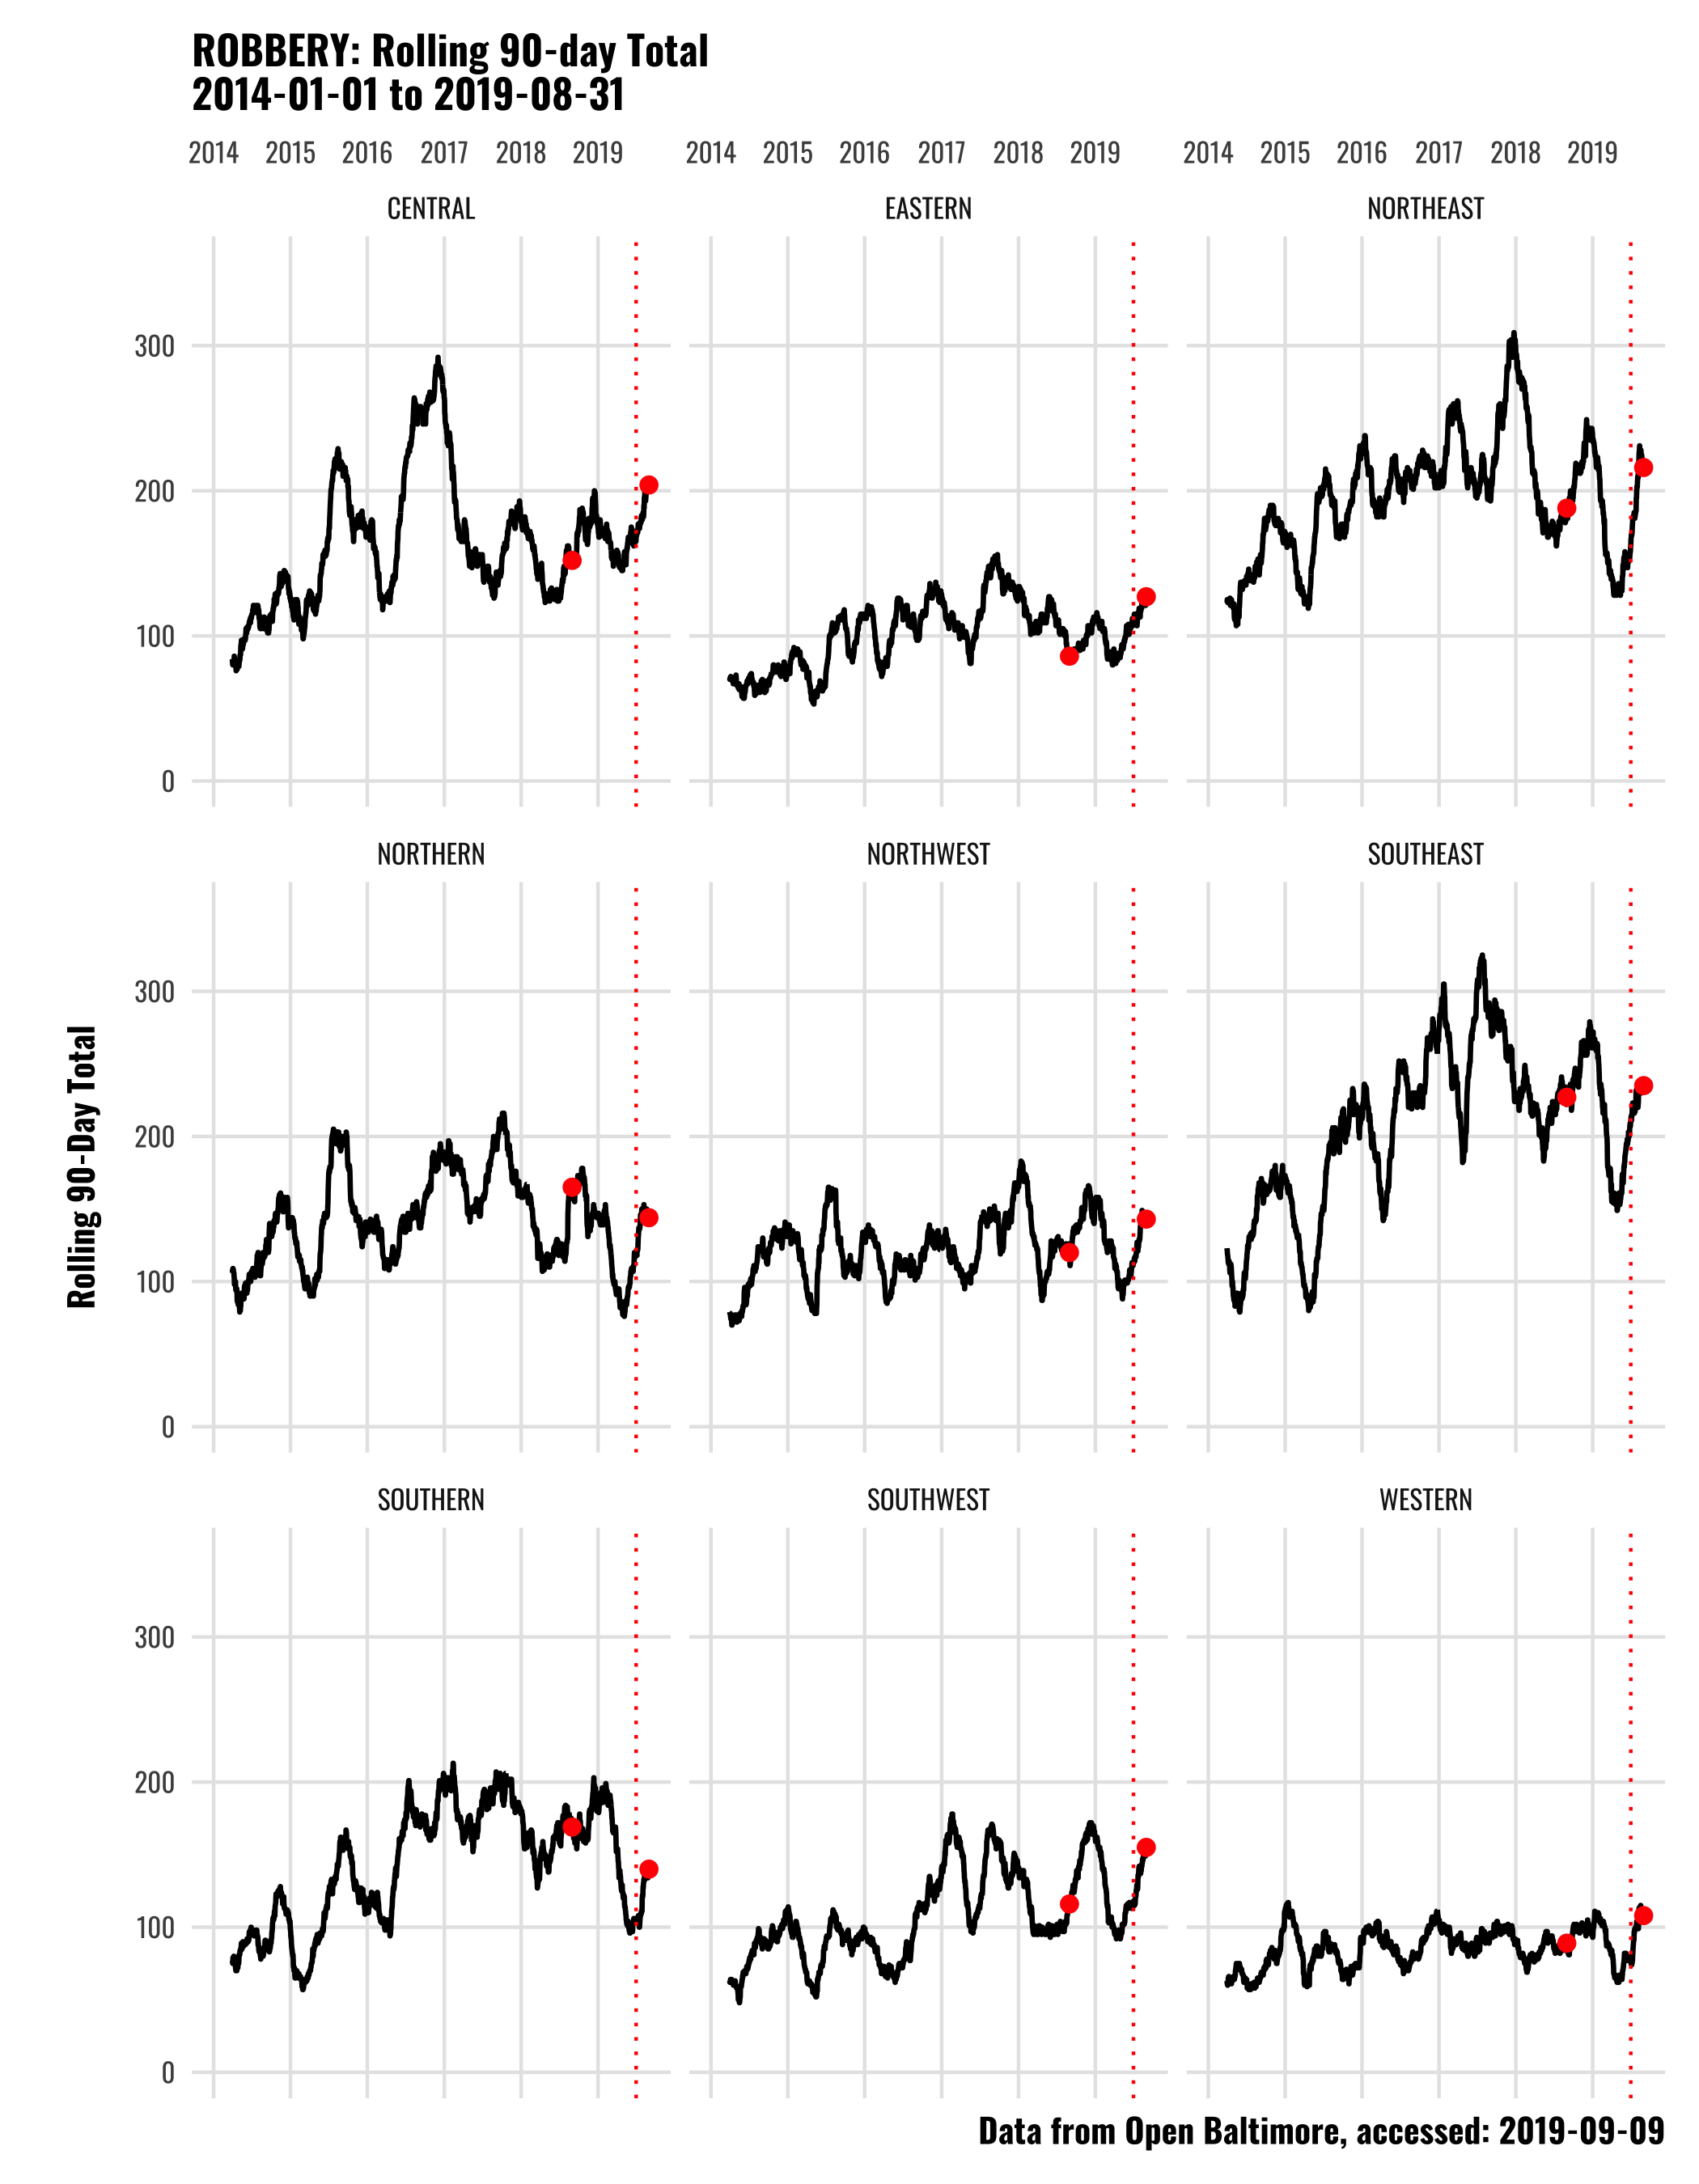 ROBBERY: Rolling 90-day Total
2014-01-01 to 2019-08-31
2014 2015 2016 2017 2018 2019 2014 2015 2016 2017 2018 2019 2014 2015 2016 2017 2018 2019
CENTRAL EASTERN NORTHEAST
300
200
100
0
NORTHERN NORTHWEST SOUTHEAST
300
200
100
0
Rolling 90-Day Total
SOUTHERN SOUTHWEST WESTERN
300
200
100
0
Data from Open Baltimore, accessed: 2019-09-09